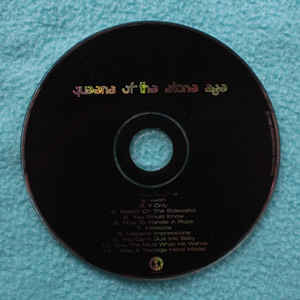 queens of the stone age
2. Avon
3. If Only
4. Walkin' On The Sidewalks
5. You Would Know
6. How To Handle A Rope
7. Mexicola
8. Hispanic Impressions
9. You Can't Quit Me Baby
10. Give The Mule What He Wants
11. I Was A Teenage Hand Model